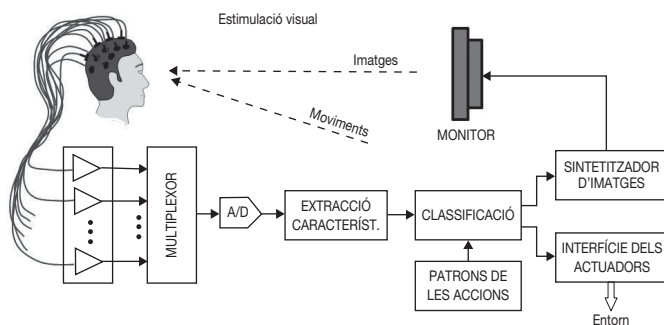 Estimulació visual
Imatges
Moviments
MONITOR
MULTIPLEXOR
A/D
EXTRACCIÓ
CARACTERÍST.
CLASSIFICACIÓ
SINTETITZADOR
D'IMATGES
INTERFÍCIE DELS
ACTUADORS
PATRONS DE
LES ACCIONS
Entorn